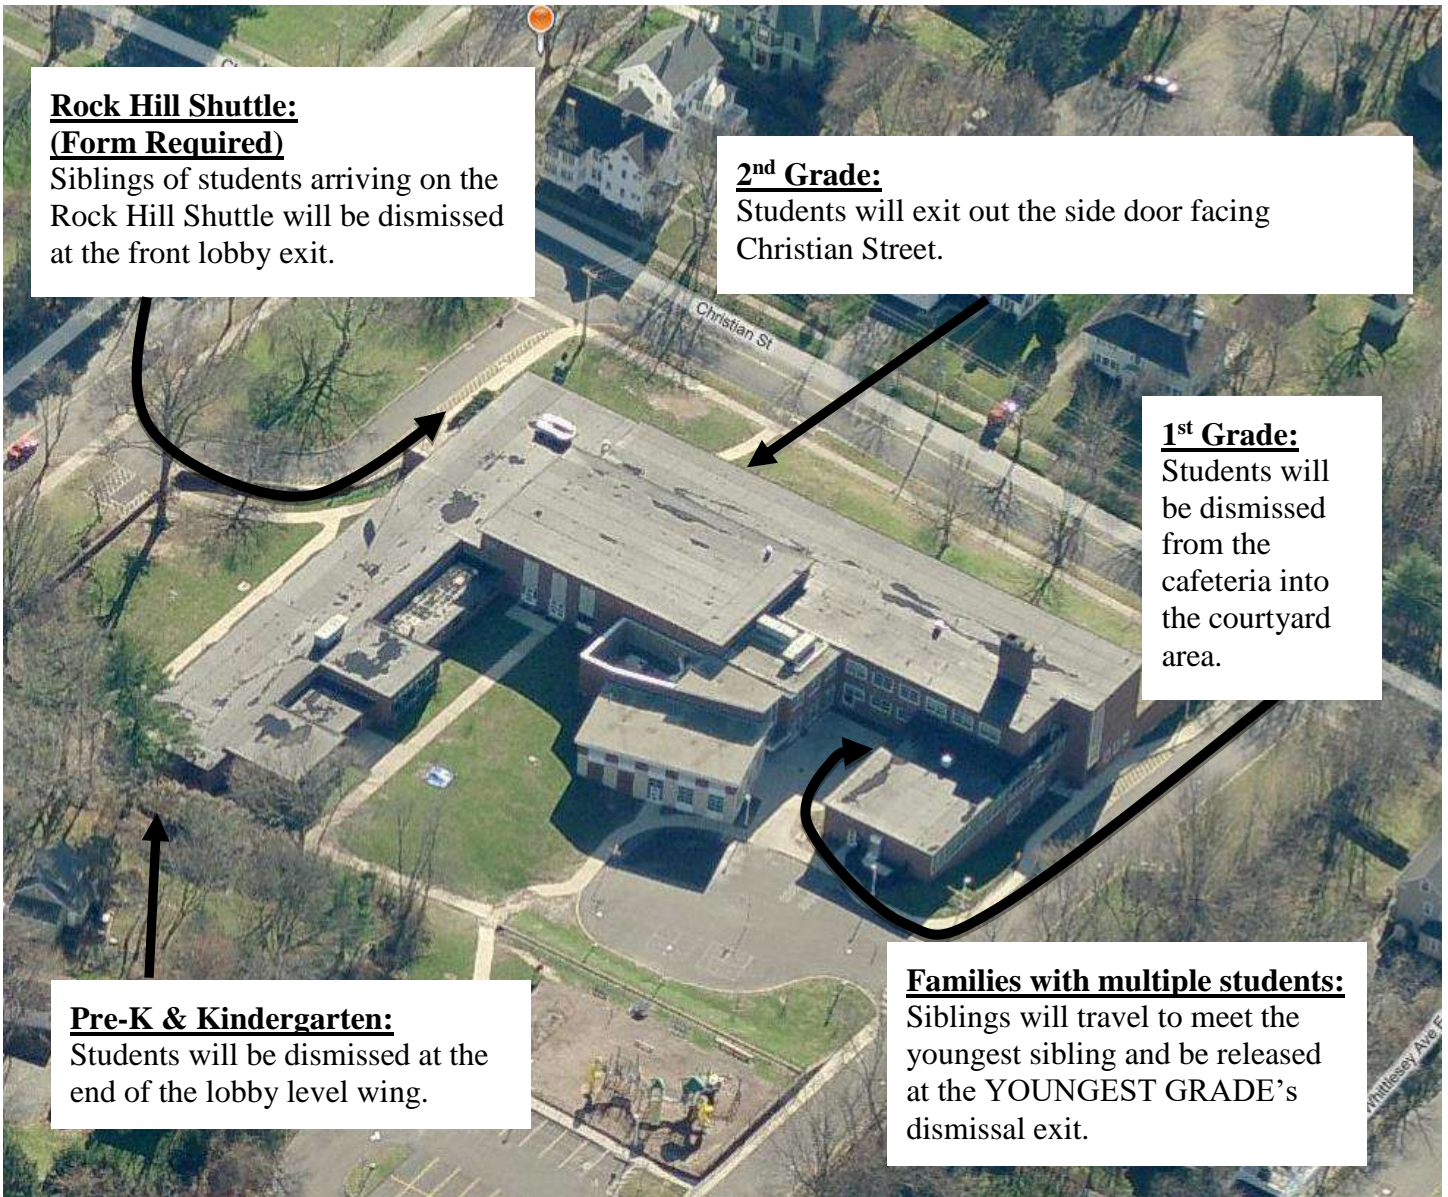 Rock Hill Shuttle:
(Form Required)
Siblings of students arriving on the
Rock Hill Shuttle will be dismissed
at the front lobby exit.
2nd Grade:
Students will exit out the side door facing
Christian Street.
Christian St
1st Grade:
Students will
be dismissed
from the
cafeteria into
the courtyard
area.
Pre-K & Kindergarten:
Students will be dismissed at the
end of the lobby level wing.
Families with multiple students:
Siblings will travel to meet the
youngest sibling and be released
at the YOUNGEST GRADE’s
dismissal exit.
Whittlesey Ave